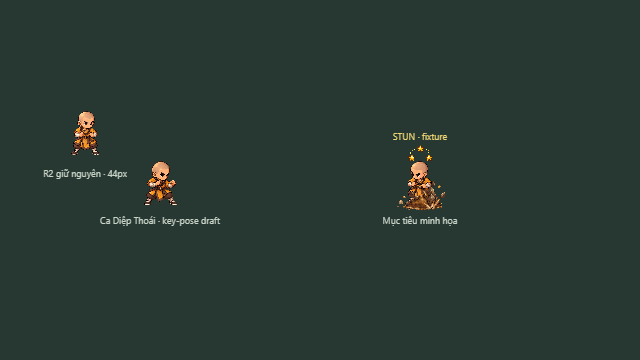 STUN · fixture
R2 giữ nguyên · 44px
Ca Diệp Thoái · key-pose draft
Mục tiêu minh họa